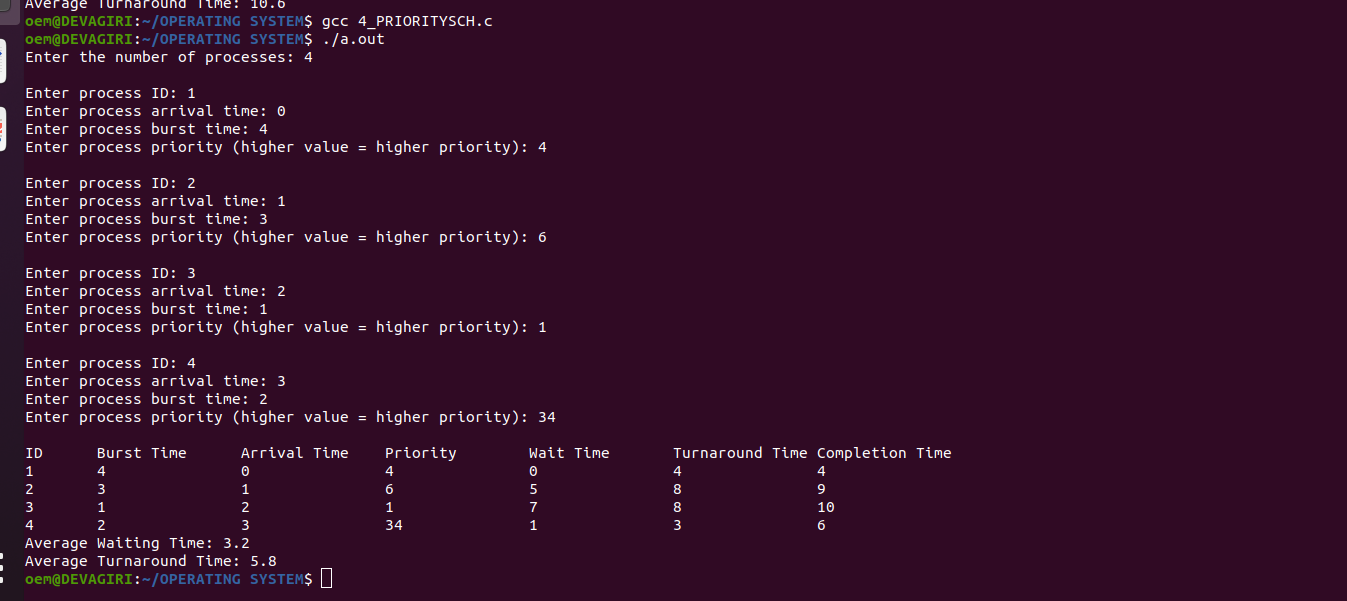 Average Turnaround Time: 10.6
oem@DEVAGIRI:~/OPERATING SYSTEM$ gcc 4_PRIORITYSCH.c
oem@DEVAGIRI:~/OPERATING SYSTEM$ ./a.out
Enter the number of processes: 4
Enter process ID: 1
Enter process arrival time: 0
Enter process burst time: 4
Enter process priority (higher value = higher priority): 4
Enter process ID: 2
Enter process arrival time: 1
Enter process burst time: 3
Enter process priority (higher value = higher priority): 6
Enter process ID: 3
Enter process arrival time: 2
Enter process burst time: 1
Enter process priority (higher value = higher priority): 1
Enter process ID: 4
Enter process arrival time: 3
Enter process burst time: 2
Enter process priority (higher value = higher priority): 34
ID Burst Time Arrival Time Priority Wait Time Turnaround Time Completion Time
1 4 0 4 0 4 4
2 3 1 6 5 8 9
3 1 2 1 7 8 10
4 2 3 34 1 3 6
Average Waiting Time: 3.2
Average Turnaround Time: 5.8
oem@DEVAGIRI:~/OPERATING SYSTEM$